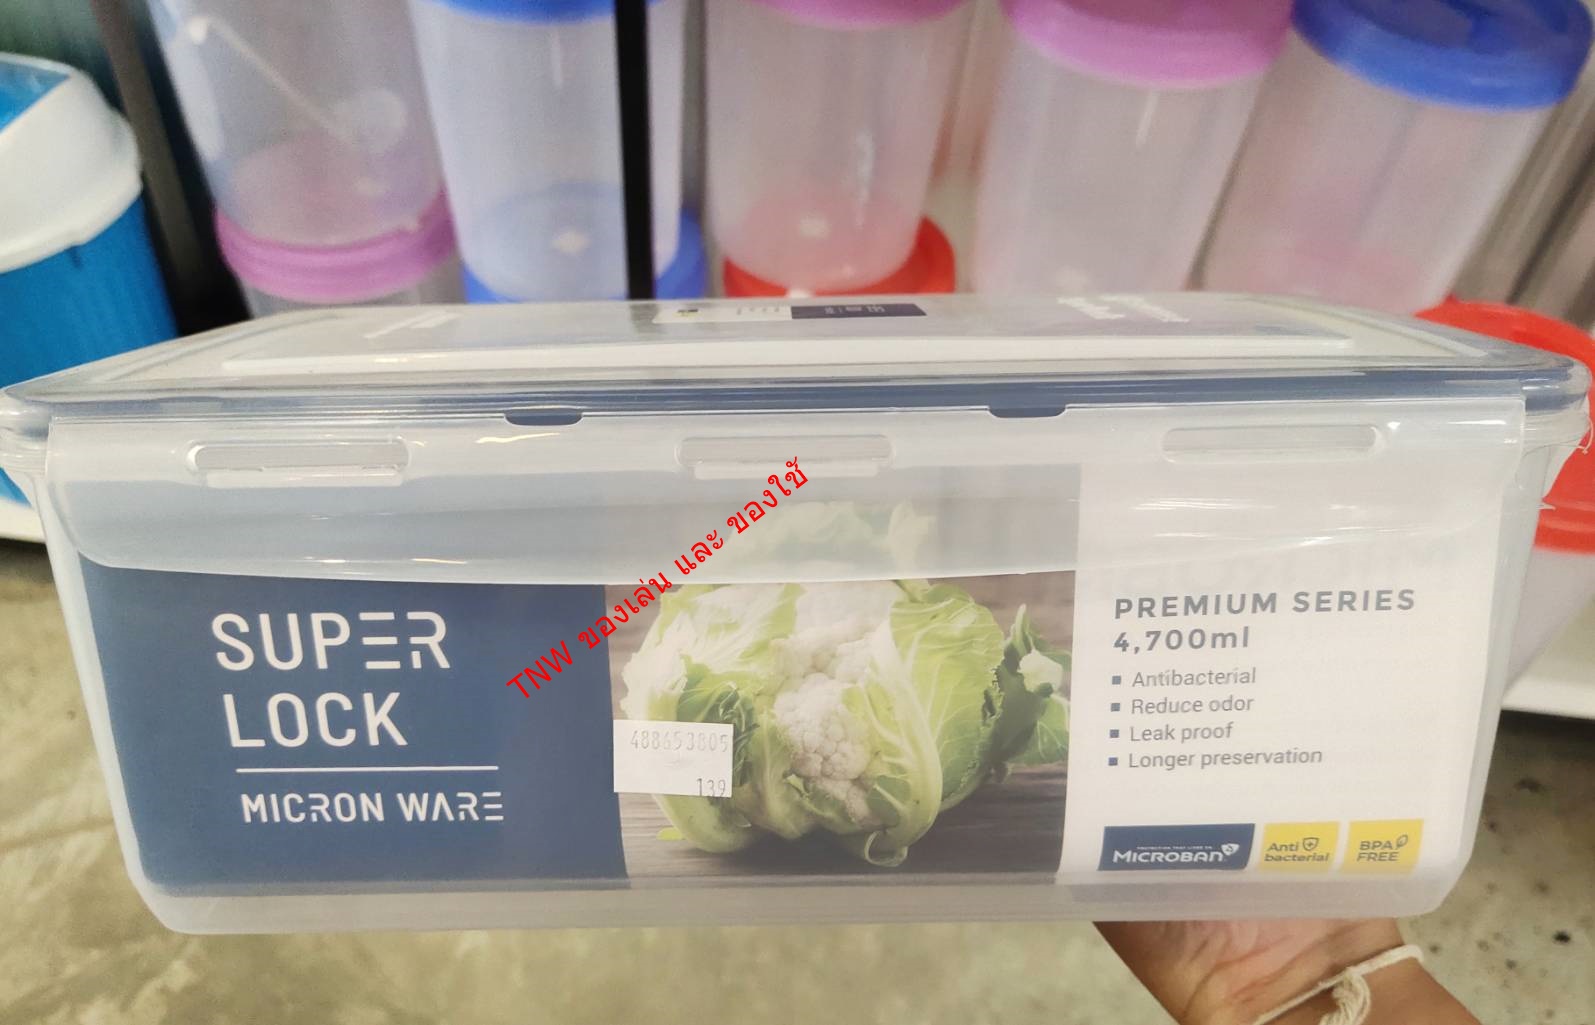 SUPER
LOCK
MICRON WARE
TNW ของเล่น และ ของใช้
488653805
139
PREMIUM SERIES
4,700ml
Antibacterial
Reduce odor
Leak proof
Longer preservation
MICROBAN
Anti
bacterial
BPA
FREE